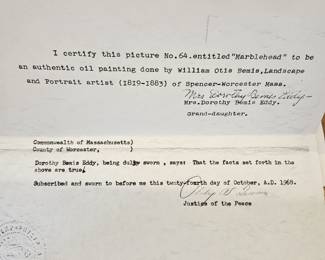 I certify this picture No.64.entitled"Marblehead" to be
an authentic oil painting done by William Otis Bemis,Landscape
and Portrait artist (1819-1883) of Spencer-Worcester Mass.
Mrs Dorothy Bemis Eddy-
Mrs.Dorothy Bemis Eddy.
Grand-daughter.
Commonwealth of Massachusetts)
County of Worcester, )
Dorothy Bemis Eddy, being duly sworn, says: That the facts set forth in the
above are true.
Subscribed and sworn to before me this twenty-fourth day of October, A.D. 1968.
Justice of the Peace